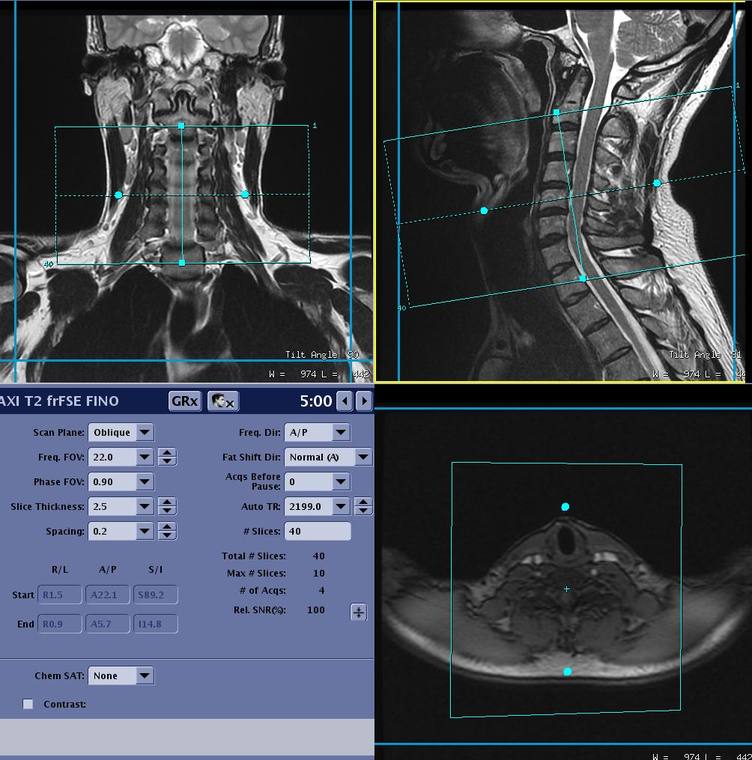 1
40
Tilt Angle 90
W = 974 L = 442
1
40
Tilt Angle 91
W = 974 L = 44
AXI T2 frFSE FINO GRx 5:00
Scan Plane: Oblique Freq. Dir: A/P
Freq. FOV: 22.0 Fat Shift Dir: Normal (A)
Phase FOV: 0.90 Acqs Before Pause: 0
Slice Thickness: 2.5 Auto TR: 2199.0
Spacing: 0.2 # Slices: 40
Total # Slices: 40
R/L A/P S/I Max # Slices: 10
Start R1.5 A22.1 S89.2 # of Acqs: 4
End R0.9 A5.7 I14.8 Rel. SNR(%): 100
Chem SAT: None
Contrast:
W = 974 L = 442